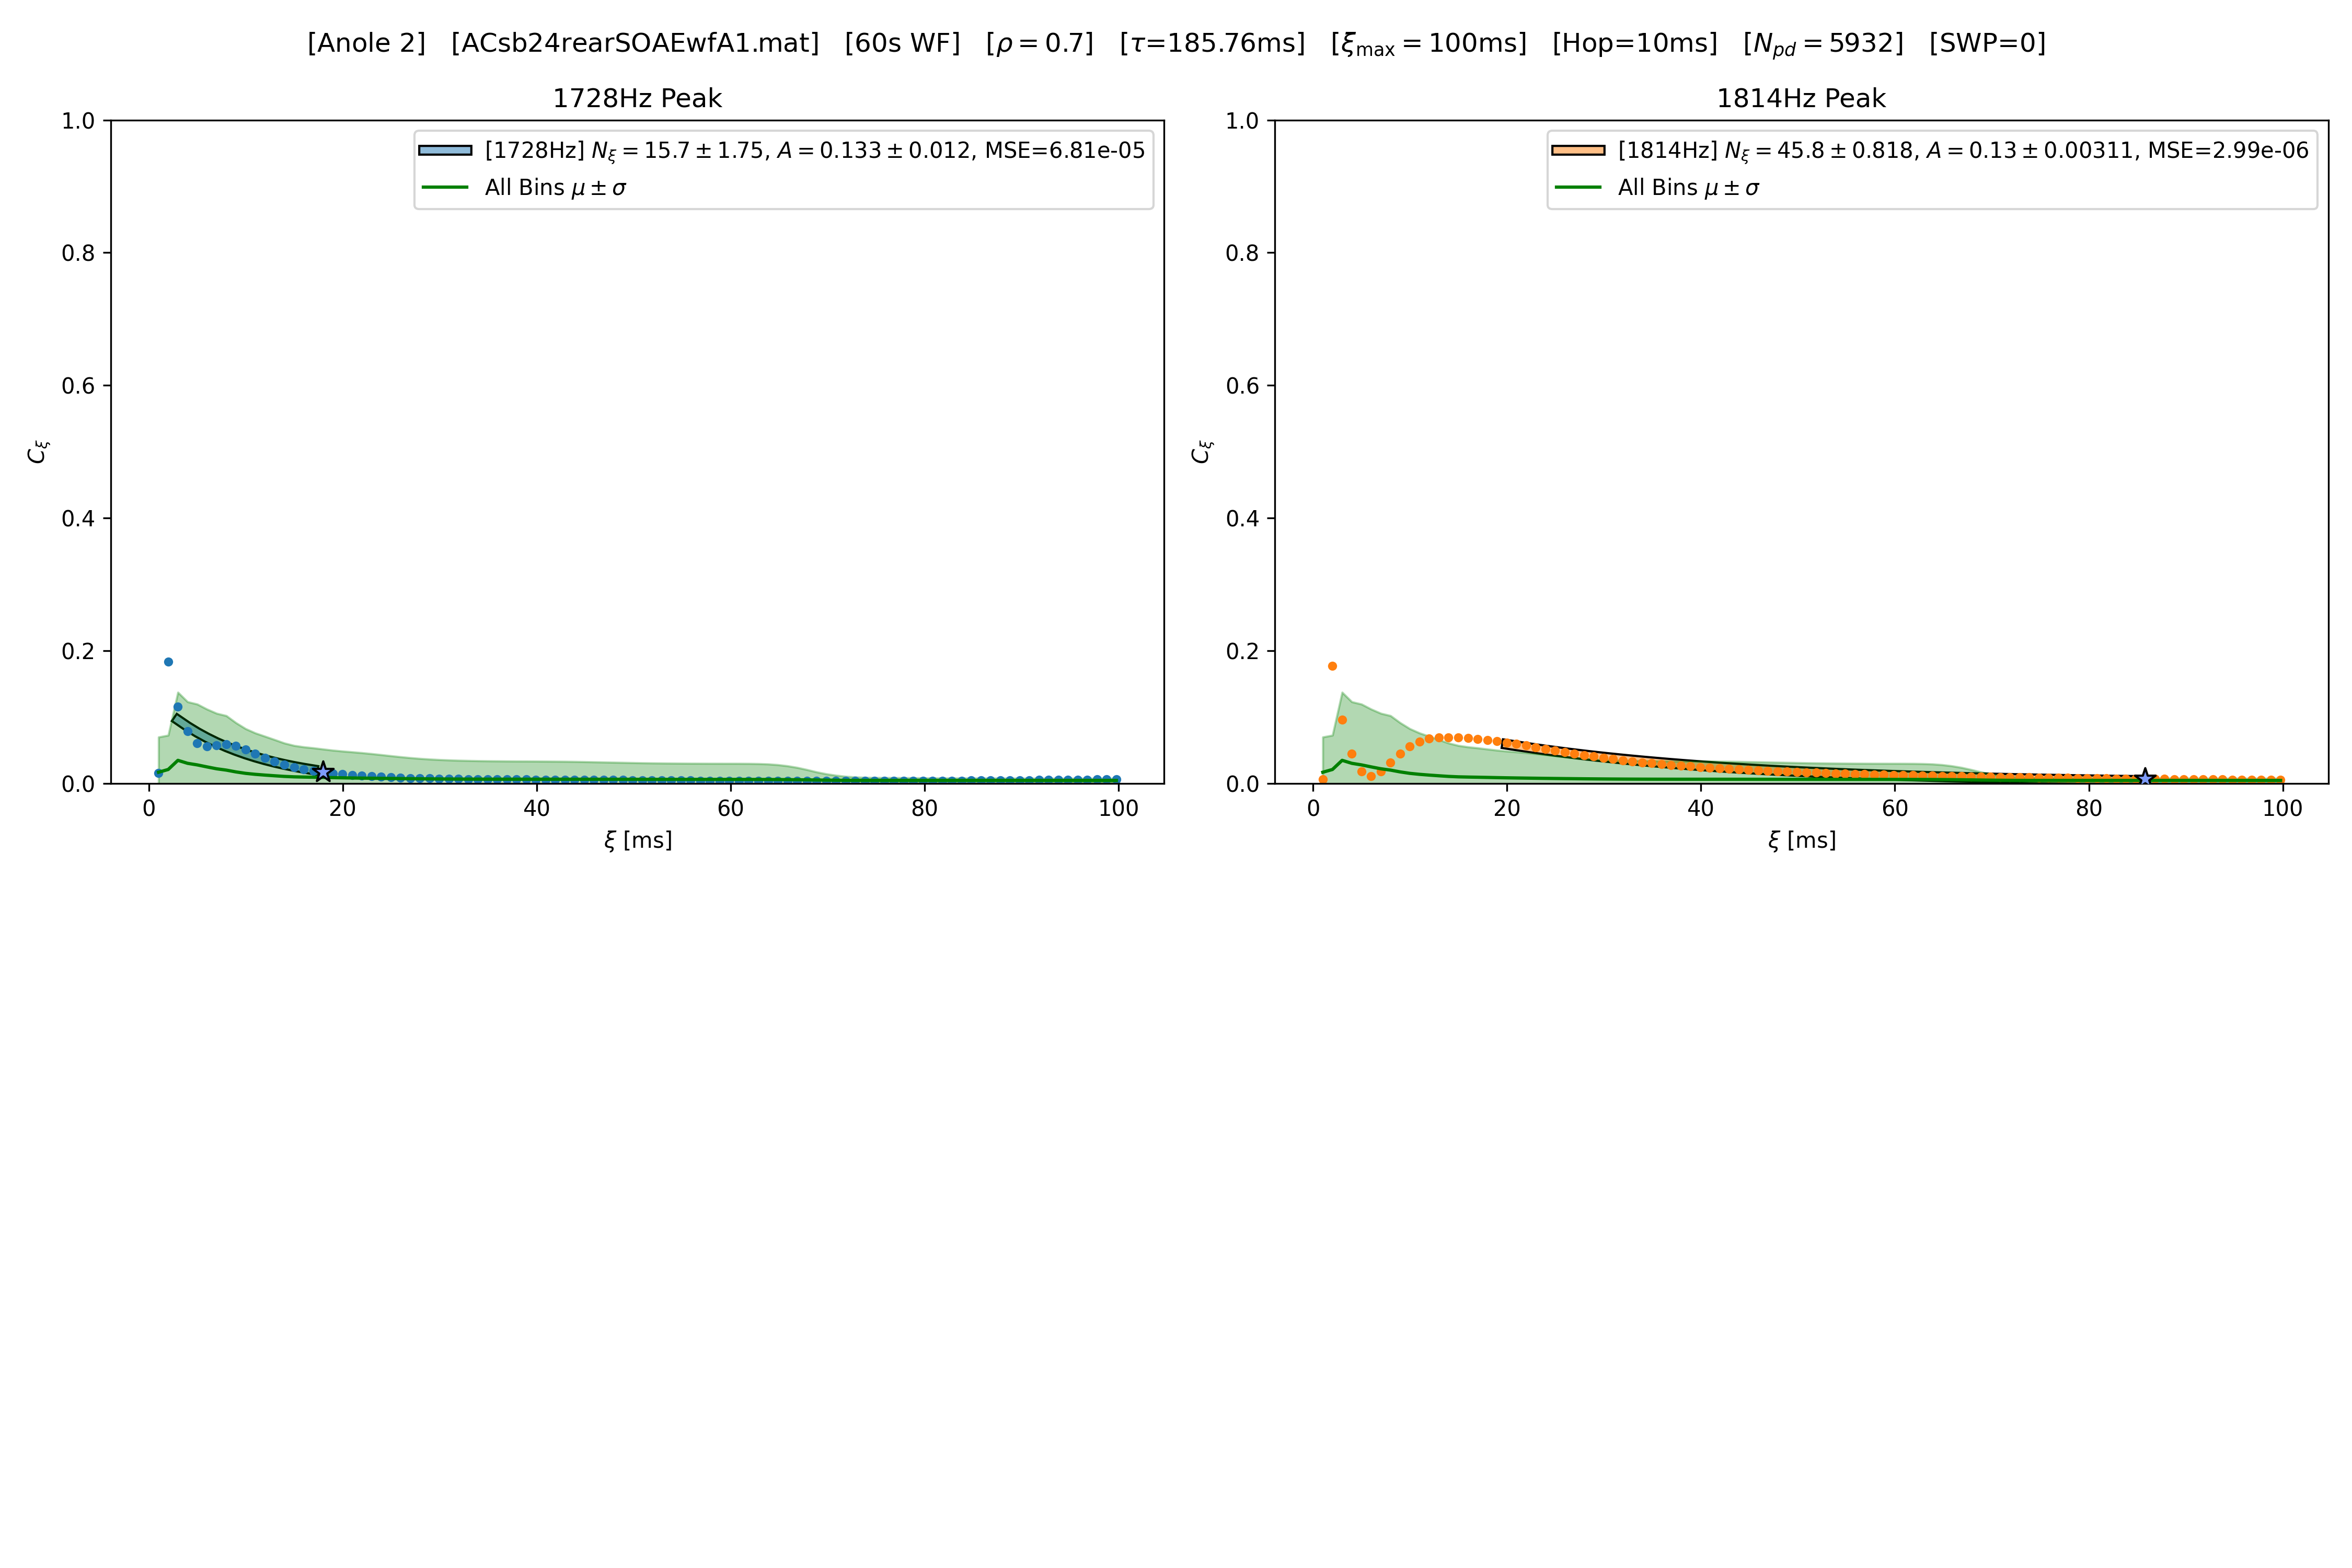 [Anole 2] [ACsb24rearSOAEwfA1.mat] [60s WF] [ρ = 0.7] [τ=185.76ms] [ξmax = 100ms] [Hop=10ms] [Npd = 5932] [SWP=0]
1728Hz Peak
[1728Hz] Nξ = 15.7 ± 1.75, A = 0.133 ± 0.012, MSE=6.81e-05
All Bins μ ± σ
1.0
0.8
0.6
0.4
0.2
0.0
Cξ
0 20 40 60 80 100
ξ [ms]
1814Hz Peak
[1814Hz] Nξ = 45.8 ± 0.818, A = 0.13 ± 0.00311, MSE=2.99e-06
All Bins μ ± σ
1.0
0.8
0.6
0.4
0.2
0.0
Cξ
0 20 40 60 80 100
ξ [ms]